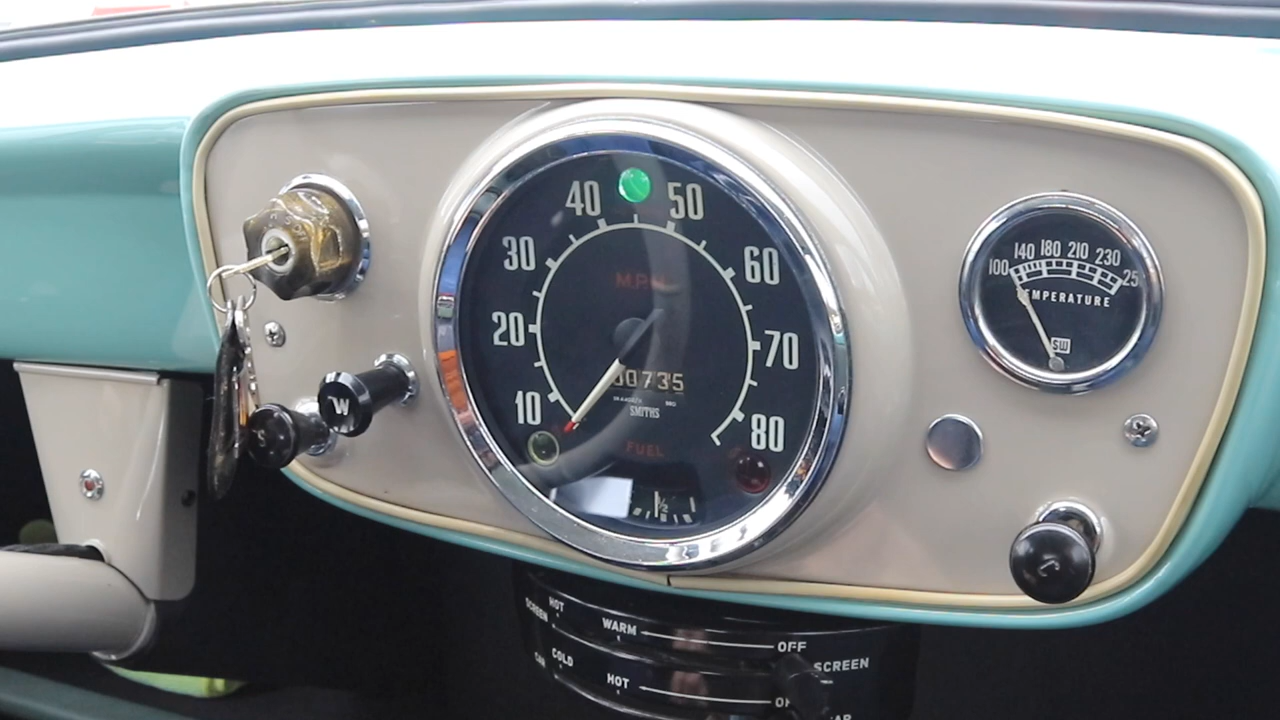 40 50
30 60
20 70
10 80
M.P.H.
00735
SMITHS
FUEL
1/2
100 140 180 210 230
TEMPERATURE
SW
W
S
C
HOT
SCREEN
WARM OFF
COLD
SCREEN
CAR
HOT